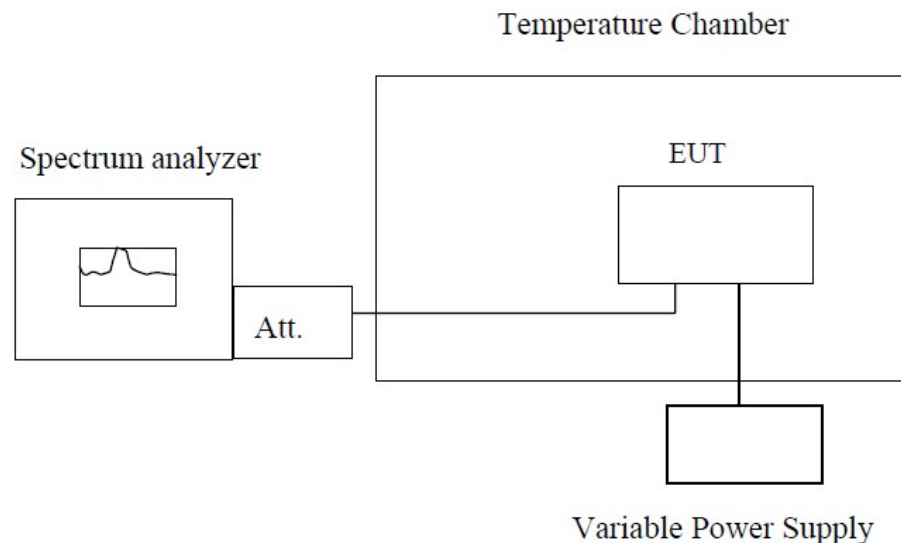 Temperature Chamber
Spectrum analyzer
EUT
Att.
Variable Power Supply